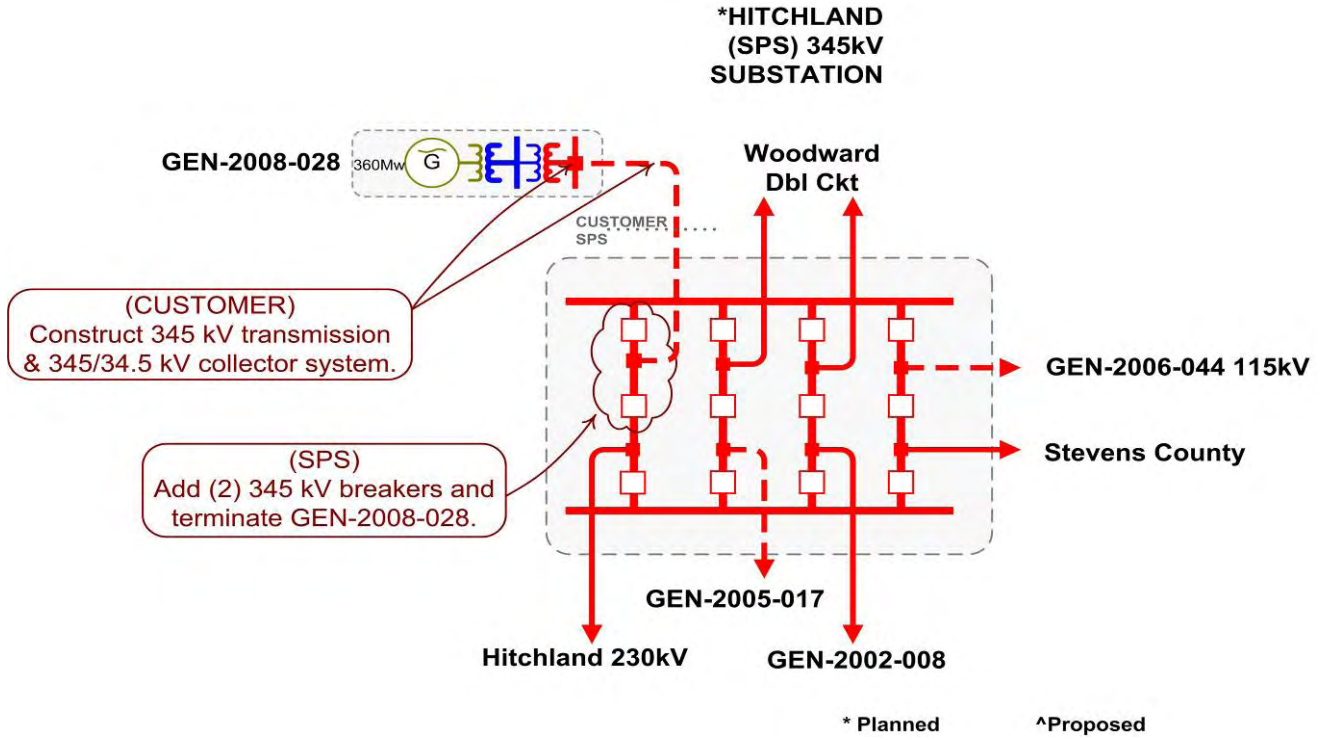 *HITCHLAND
(SPS) 345kV
SUBSTATION
GEN-2008-028
360Mw
G
Woodward
Dbl Ckt
CUSTOMER
SPS
(CUSTOMER)
Construct 345 kV transmission
& 345/34.5 kV collector system.
GEN-2006-044 115kV
Stevens County
(SPS)
Add (2) 345 kV breakers and
terminate GEN-2008-028.
GEN-2005-017
Hitchland 230kV
GEN-2002-008
* Planned
^Proposed